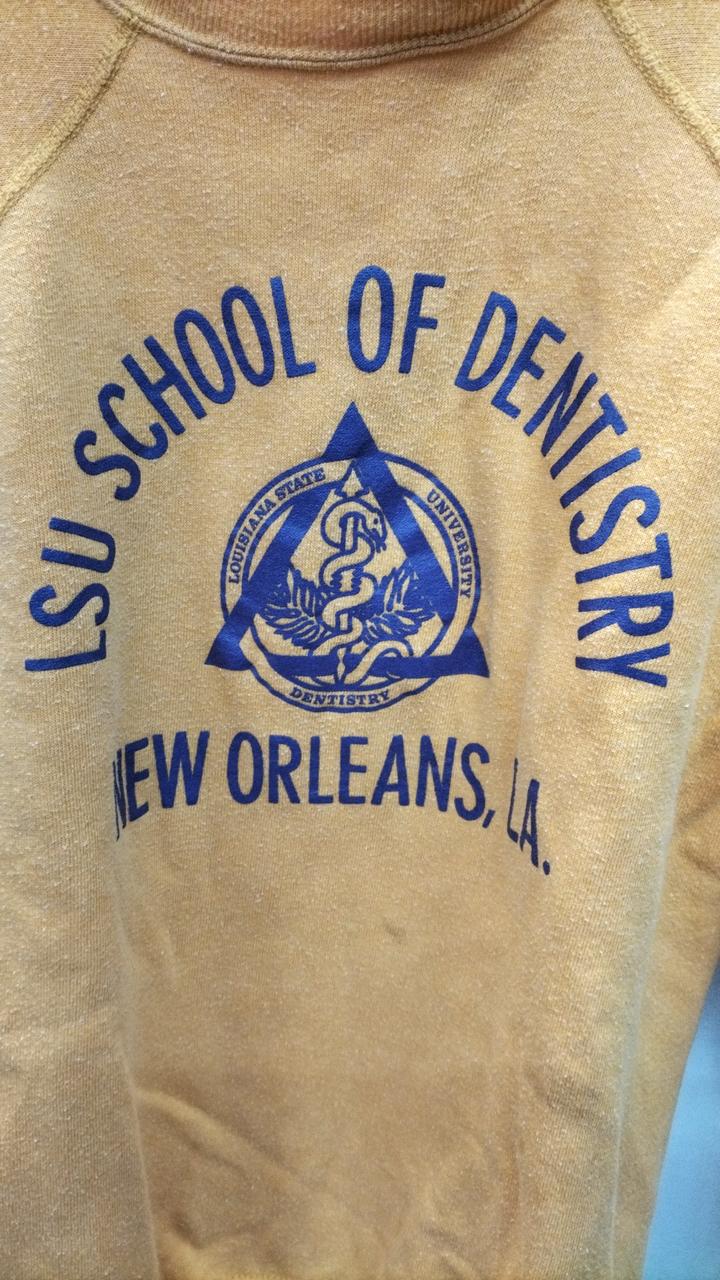 LSU SCHOOL OF DENTISTRY
LOUISIANA STATE UNIVERSITY
DENTISTRY
NEW ORLEANS, LA.